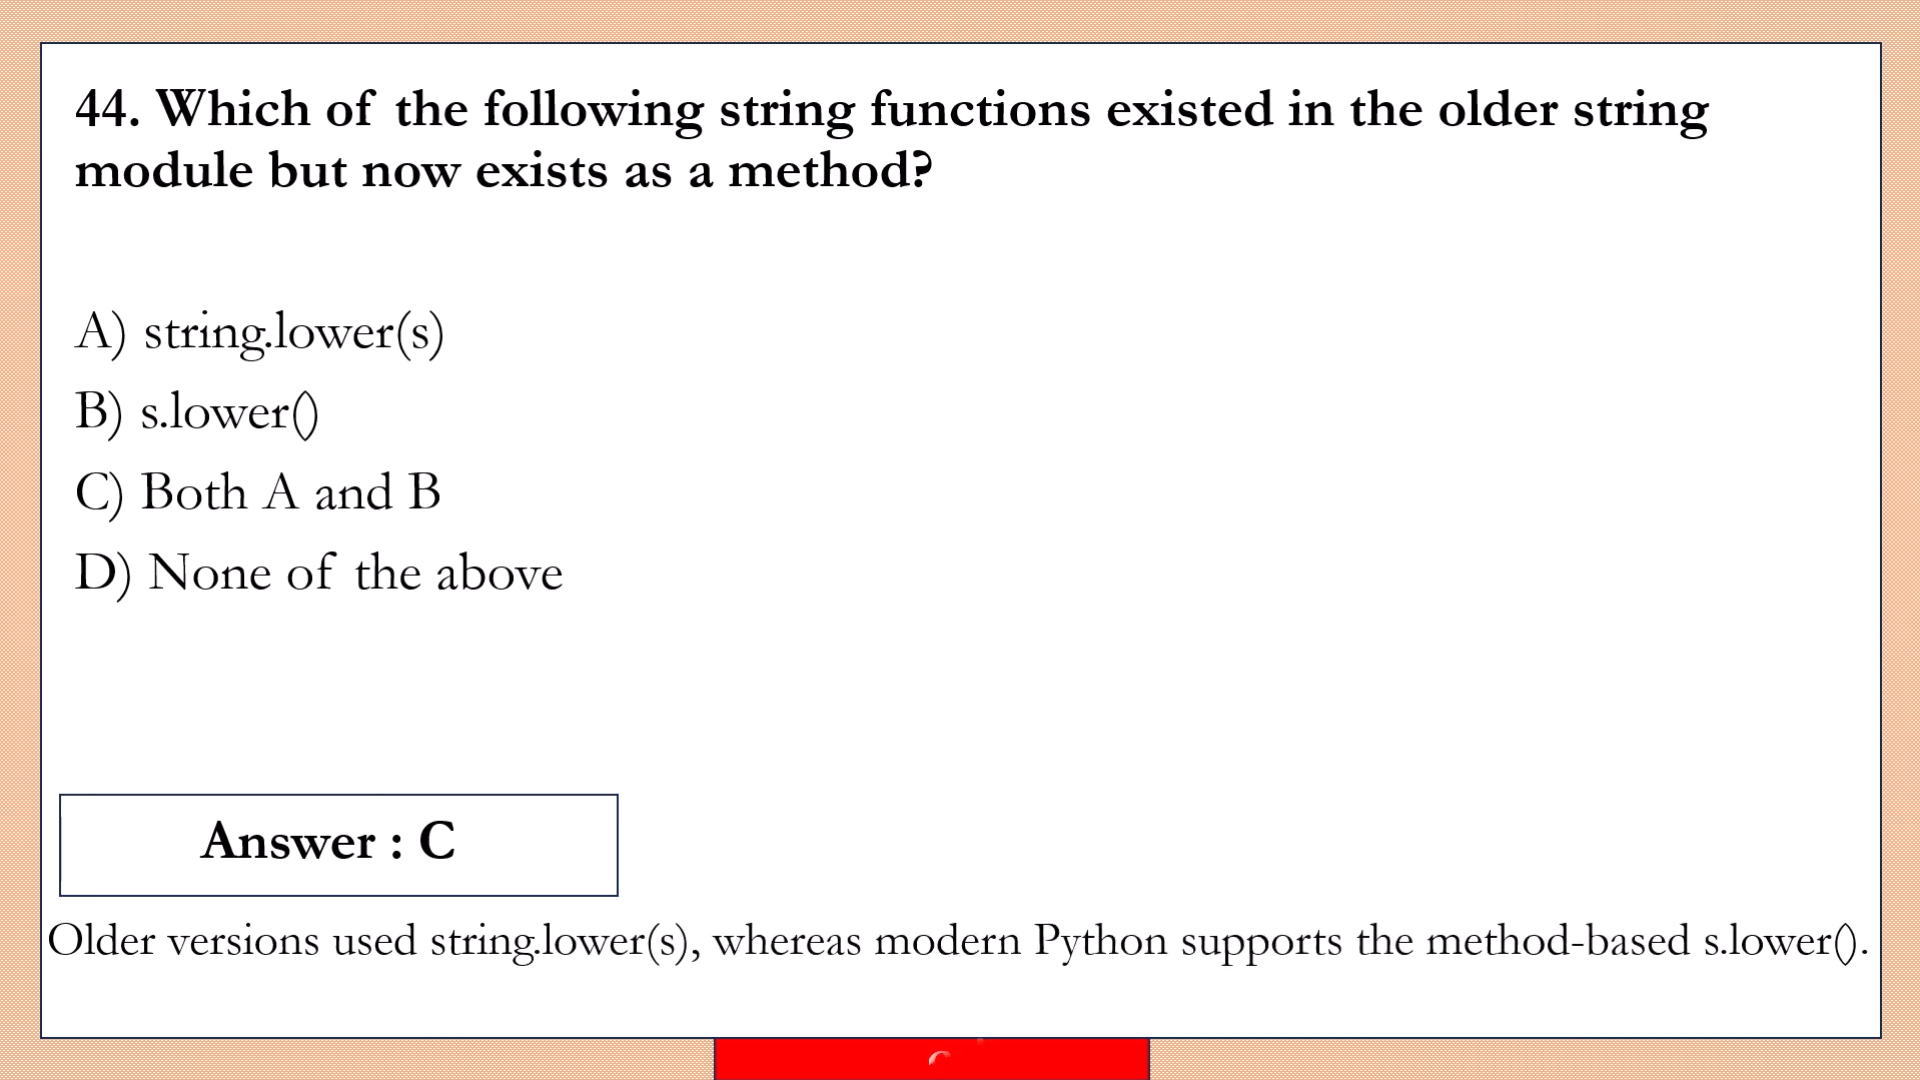 44. Which of the following string functions existed in the older string
module but now exists as a method?
A) string.lower(s)
B) s.lower()
C) Both A and B
D) None of the above
Answer : C
Older versions used string.lower(s), whereas modern Python supports the method-based s.lower().